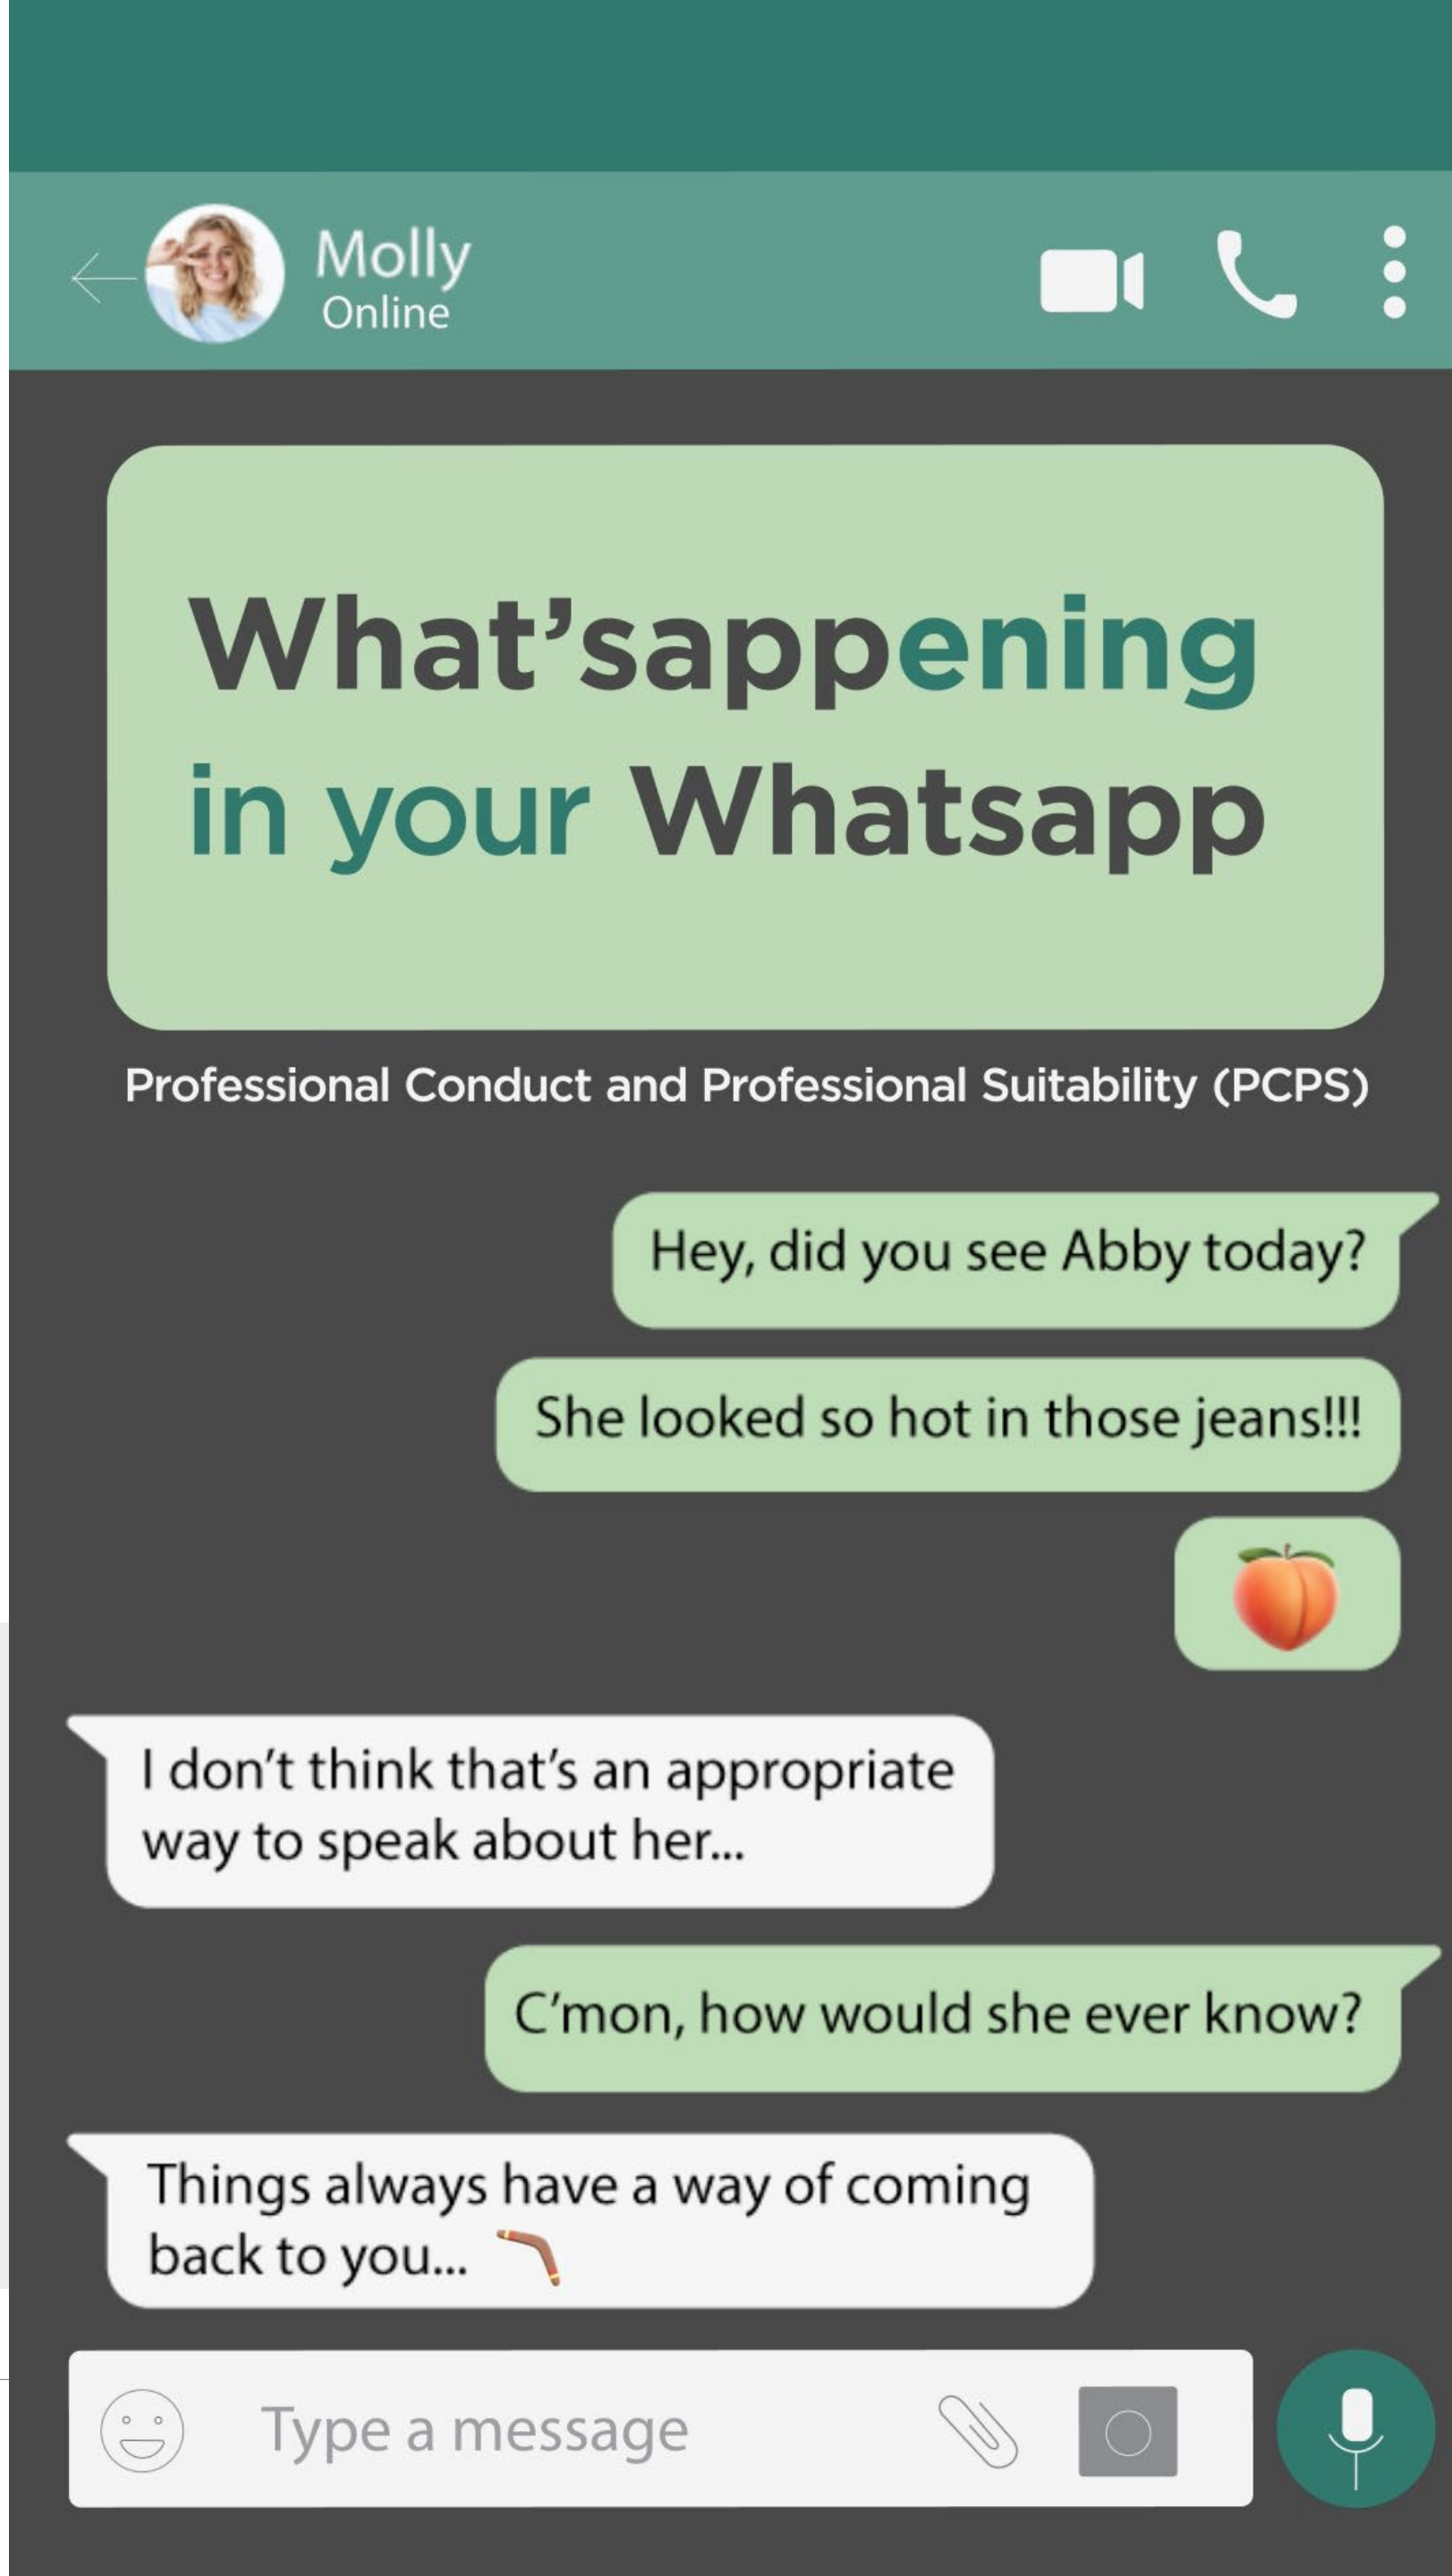 Molly
Online
What’sappening
in your Whatsapp
Professional Conduct and Professional Suitability (PCPS)
Hey, did you see Abby today?
She looked so hot in those jeans!!!
🍑
I don’t think that’s an appropriate
way to speak about her...
C’mon, how would she ever know?
Things always have a way of coming
back to you... 🪃
Type a message